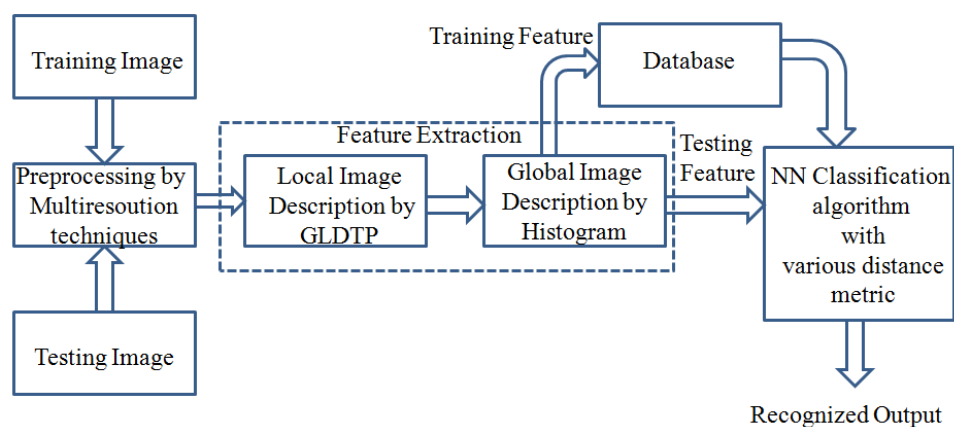 Training Image
Preprocessing by
Multiresoution
techniques
Testing Image
Feature Extraction
Local Image
Description by
GLDTP
Global Image
Description by
Histogram
Training Feature
Database
Testing
Feature
NN Classification
algorithm
with
various distance
metric
Recognized Output